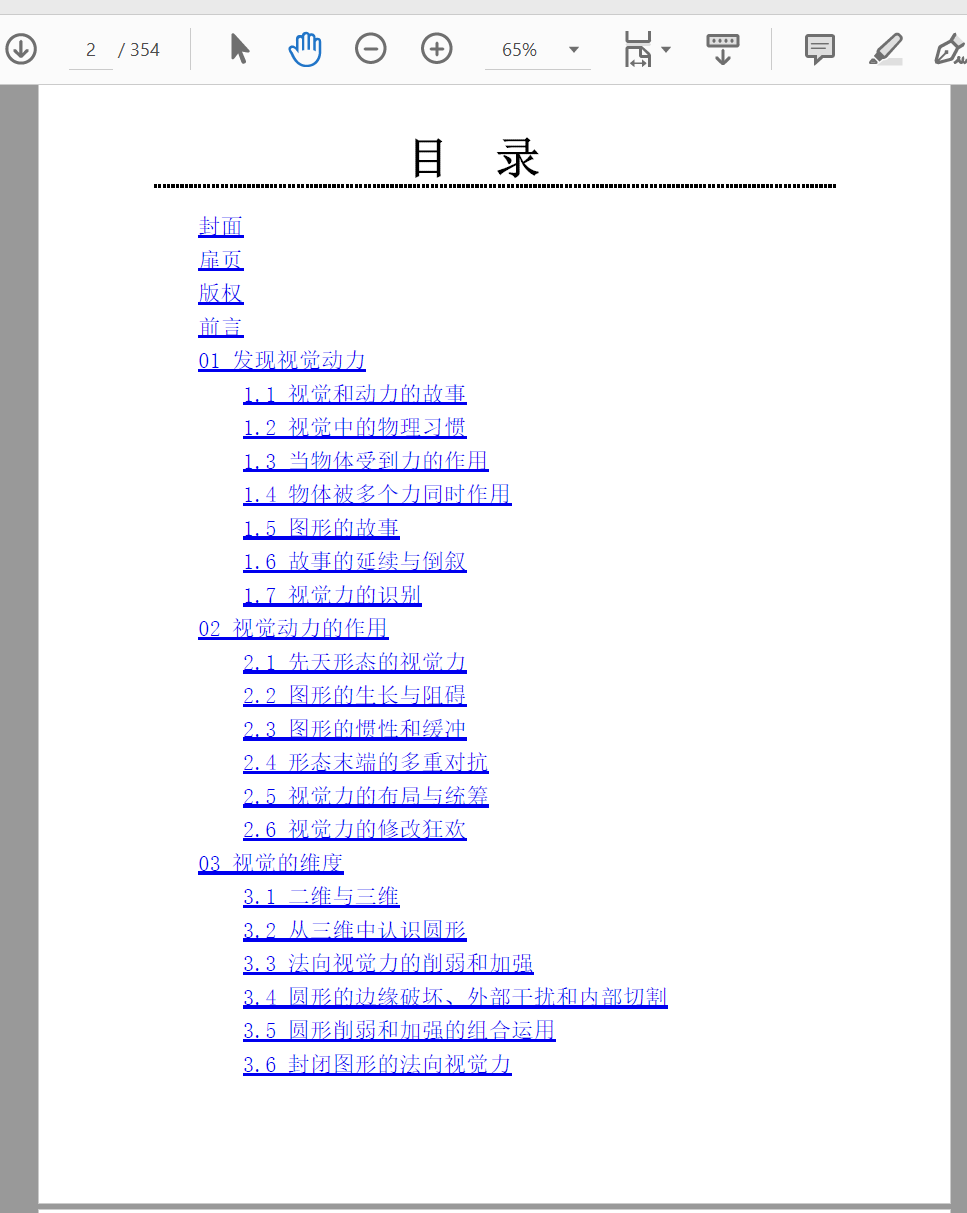 2 / 354 65%
目 录
封面
扉页
版权
前言
01 发现视觉动力
1.1 视觉和动力的故事
1.2 视觉中的物理习惯
1.3 当物体受到力的作用
1.4 物体被多个力同时作用
1.5 图形的故事
1.6 故事的延续与倒叙
1.7 视觉力的识别
02 视觉动力的作用
2.1 先天形态的视觉力
2.2 图形的生长与阻碍
2.3 图形的惯性和缓冲
2.4 形态末端的多重对抗
2.5 视觉力的布局与统筹
2.6 视觉力的修改狂欢
03 视觉的维度
3.1 二维与三维
3.2 从三维中认识圆形
3.3 法向视觉力的削弱和加强
3.4 圆形的边缘破坏、外部干扰和内部切割
3.5 圆形削弱和加强的组合运用
3.6 封闭图形的法向视觉力